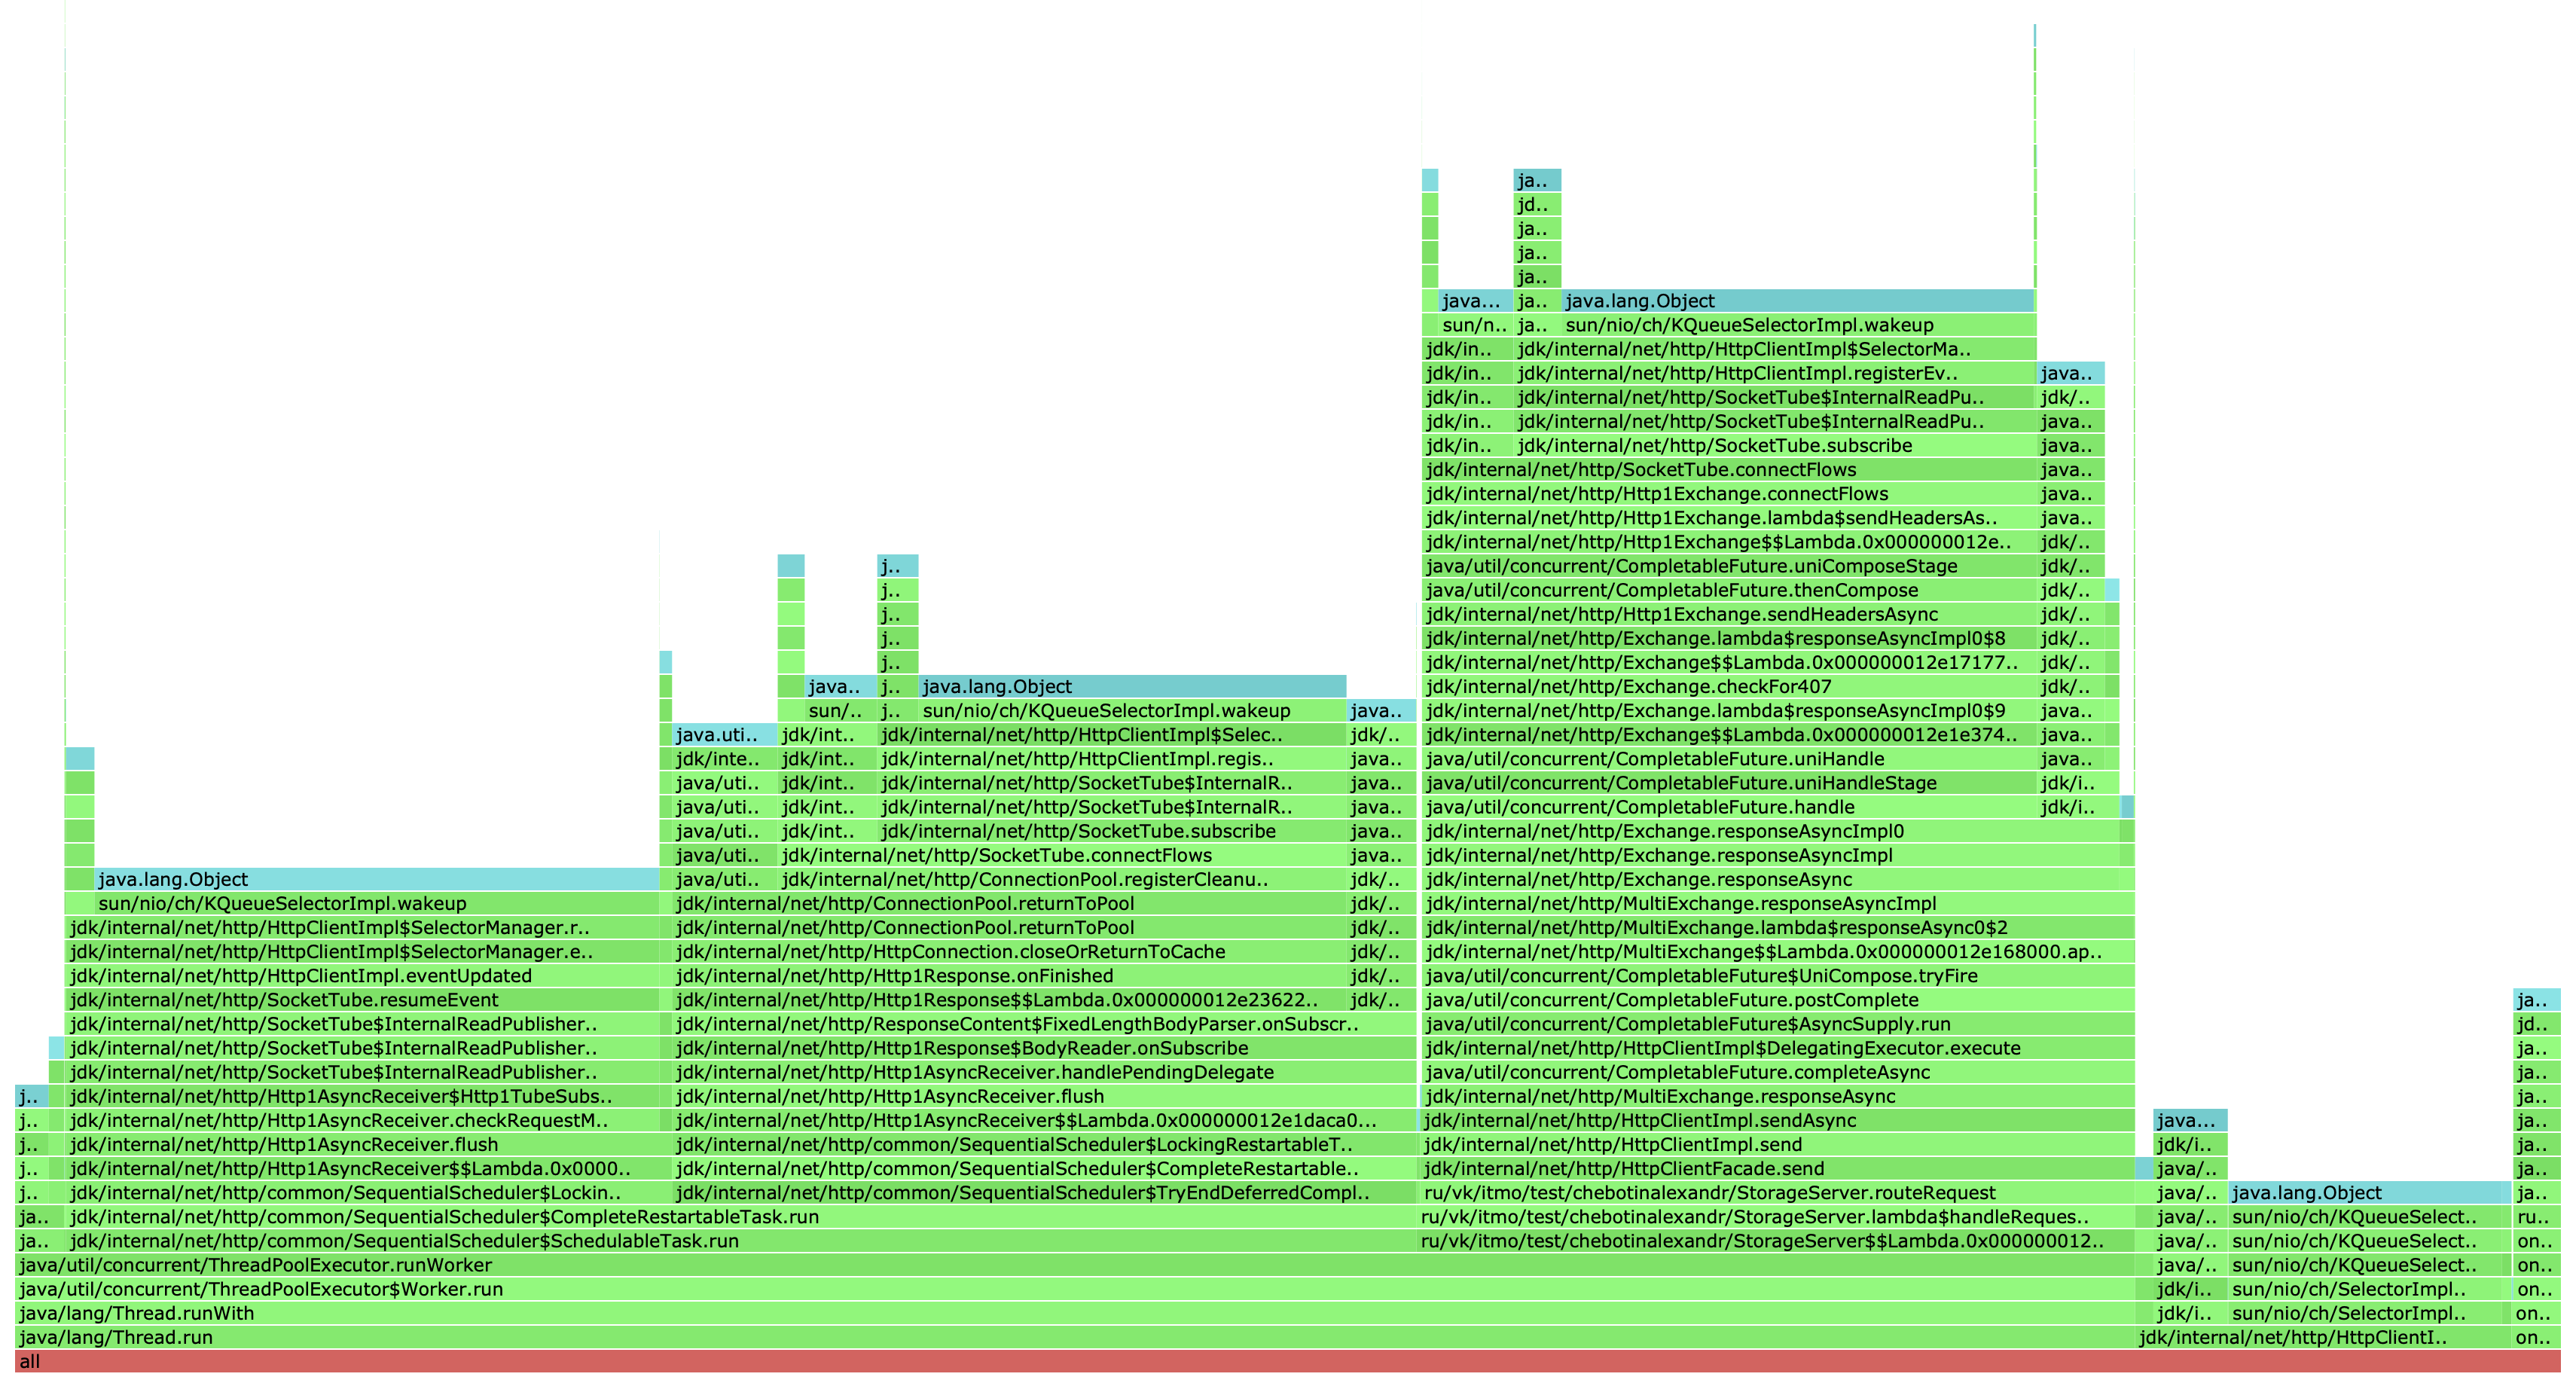 ja..
jd..
ja..
ja..
ja..
java... ja.. java.lang.Object
sun/n.. ja.. sun/nio/ch/KQueueSelectorImpl.wakeup
jdk/in.. jdk/internal/net/http/HttpClientImpl$SelectorMa..
jdk/in.. jdk/internal/net/http/HttpClientImpl.registerEv.. java..
jdk/in.. jdk/internal/net/http/SocketTube$InternalReadPu.. jdk/..
jdk/in.. jdk/internal/net/http/SocketTube$InternalReadPu.. java..
jdk/in.. jdk/internal/net/http/SocketTube.subscribe java..
jdk/internal/net/http/SocketTube.connectFlows java..
jdk/internal/net/http/Http1Exchange.connectFlows java..
jdk/internal/net/http/Http1Exchange.lambda$sendHeadersAs.. java..
jdk/internal/net/http/Http1Exchange$$Lambda.0x000000012e.. jdk/..
j.. java/util/concurrent/CompletableFuture.uniComposeStage jdk/..
j.. java/util/concurrent/CompletableFuture.thenCompose jdk/..
j.. jdk/internal/net/http/Http1Exchange.sendHeadersAsync jdk/..
j.. jdk/internal/net/http/Exchange.lambda$responseAsyncImpl0$8 jdk/..
j.. jdk/internal/net/http/Exchange$$Lambda.0x000000012e17177.. jdk/..
java.. j.. java.lang.Object jdk/internal/net/http/Exchange.checkFor407 jdk/..
sun/.. j.. sun/nio/ch/KQueueSelectorImpl.wakeup java.. jdk/internal/net/http/Exchange.lambda$responseAsyncImpl0$9 java..
java.uti.. jdk/int.. jdk/internal/net/http/HttpClientImpl$Selec.. jdk/.. jdk/internal/net/http/Exchange$$Lambda.0x000000012e1e374.. java..
jdk/inte.. jdk/int.. jdk/internal/net/http/HttpClientImpl.regis.. java.. java/util/concurrent/CompletableFuture.uniHandle java..
java/uti.. jdk/int.. jdk/internal/net/http/SocketTube$InternalR.. java.. java/util/concurrent/CompletableFuture.uniHandleStage jdk/i..
java/uti.. jdk/int.. jdk/internal/net/http/SocketTube$InternalR.. java.. java/util/concurrent/CompletableFuture.handle jdk/i..
java/uti.. jdk/int.. jdk/internal/net/http/SocketTube.subscribe java.. jdk/internal/net/http/Exchange.responseAsyncImpl0
java/uti.. jdk/internal/net/http/SocketTube.connectFlows java.. jdk/internal/net/http/Exchange.responseAsyncImpl
java.lang.Object java/uti.. jdk/internal/net/http/ConnectionPool.registerCleanu.. jdk/.. jdk/internal/net/http/Exchange.responseAsync
sun/nio/ch/KQueueSelectorImpl.wakeup jdk/internal/net/http/ConnectionPool.returnToPool jdk/.. jdk/internal/net/http/MultiExchange.responseAsyncImpl
jdk/internal/net/http/HttpClientImpl$SelectorManager.r.. jdk/internal/net/http/ConnectionPool.returnToPool jdk/.. jdk/internal/net/http/MultiExchange.lambda$responseAsync0$2
jdk/internal/net/http/HttpClientImpl$SelectorManager.e.. jdk/internal/net/http/HttpConnection.closeOrReturnToCache jdk/.. jdk/internal/net/http/MultiExchange$$Lambda.0x000000012e168000.ap..
jdk/internal/net/http/HttpClientImpl.eventUpdated jdk/internal/net/http/Http1Response.onFinished jdk/.. java/util/concurrent/CompletableFuture$UniCompose.tryFire
jdk/internal/net/http/SocketTube.resumeEvent jdk/internal/net/http/Http1Response$$Lambda.0x000000012e23622.. jdk/.. java/util/concurrent/CompletableFuture.postComplete ja..
jdk/internal/net/http/SocketTube$InternalReadPublisher.. jdk/internal/net/http/ResponseContent$FixedLengthBodyParser.onSubscr.. java/util/concurrent/CompletableFuture$AsyncSupply.run jd..
jdk/internal/net/http/SocketTube$InternalReadPublisher.. jdk/internal/net/http/Http1Response$BodyReader.onSubscribe jdk/internal/net/http/HttpClientImpl$DelegatingExecutor.execute ja..
jdk/internal/net/http/SocketTube$InternalReadPublisher.. jdk/internal/net/http/Http1AsyncReceiver.handlePendingDelegate java/util/concurrent/CompletableFuture.completeAsync ja..
j.. jdk/internal/net/http/Http1AsyncReceiver$Http1TubeSubs.. jdk/internal/net/http/Http1AsyncReceiver.flush jdk/internal/net/http/MultiExchange.responseAsync ja..
j.. jdk/internal/net/http/Http1AsyncReceiver.checkRequestM.. jdk/internal/net/http/Http1AsyncReceiver$$Lambda.0x000000012e1daca0... jdk/internal/net/http/HttpClientImpl.sendAsync java... ja..
j.. jdk/internal/net/http/Http1AsyncReceiver.flush jdk/internal/net/http/common/SequentialScheduler$LockingRestartableT.. jdk/internal/net/http/HttpClientImpl.send jdk/i.. ja..
j.. jdk/internal/net/http/Http1AsyncReceiver$$Lambda.0x0000.. jdk/internal/net/http/common/SequentialScheduler$CompleteRestartable.. jdk/internal/net/http/HttpClientFacade.send java/.. ja..
j.. jdk/internal/net/http/common/SequentialScheduler$Lockin.. jdk/internal/net/http/common/SequentialScheduler$TryEndDeferredCompl.. ru/vk/itmo/test/chebotinalexandr/StorageServer.routeRequest java/.. java.lang.Object ja..
ja.. jdk/internal/net/http/common/SequentialScheduler$CompleteRestartableTask.run ru/vk/itmo/test/chebotinalexandr/StorageServer.lambda$handleReques.. java/.. sun/nio/ch/KQueueSelect.. ru..
ja.. jdk/internal/net/http/common/SequentialScheduler$SchedulableTask.run ru/vk/itmo/test/chebotinalexandr/StorageServer$$Lambda.0x000000012.. java/.. sun/nio/ch/KQueueSelect.. on..
java/util/concurrent/ThreadPoolExecutor.runWorker java/.. sun/nio/ch/KQueueSelect.. on..
java/util/concurrent/ThreadPoolExecutor$Worker.run jdk/i.. sun/nio/ch/SelectorImpl.. on..
java/lang/Thread.runWith jdk/i.. sun/nio/ch/SelectorImpl.. on..
java/lang/Thread.run jdk/internal/net/http/HttpClientI.. on..
all